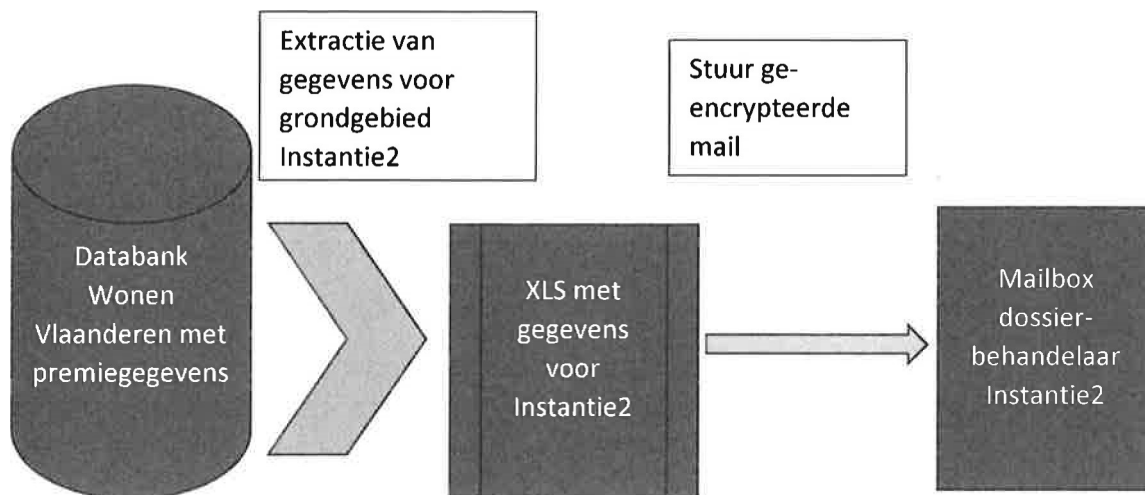 Extractie van
gegevens voor
grondgebied
Instantie2
Stuur ge-
encrypteerde
mail
Databank
Wonen
Vlaanderen met
premiegegevens
XLS met
gegevens
voor
Instantie2
Mailbox
dossier-
behandelaar
Instantie2